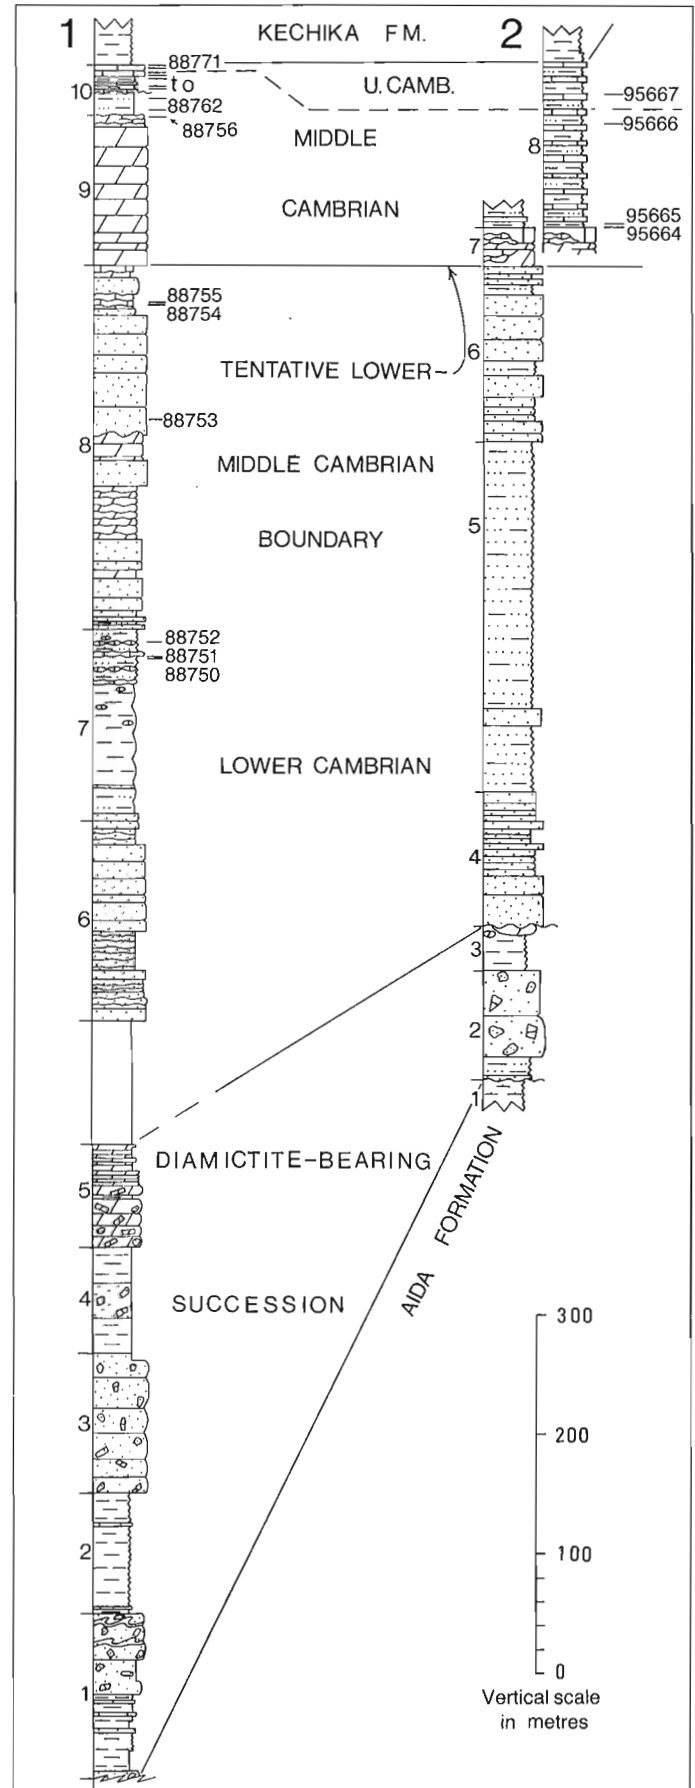 1
KECHIKA FM.
2
88771
to
U. CAMB.
10
88762
95667
88756
95666
MIDDLE
8
9
CAMBRIAN
95665
95664
7
88755
88754
6
TENTATIVE LOWER
88753
8
MIDDLE CAMBRIAN
5
BOUNDARY
88752
88751
88750
7
LOWER CAMBRIAN
4
6
3
2
1
DIAMICTITE-BEARING
5
AIDA FORMATION
4
SUCCESSION
300
3
200
2
100
1
0
Vertical scale
in metres